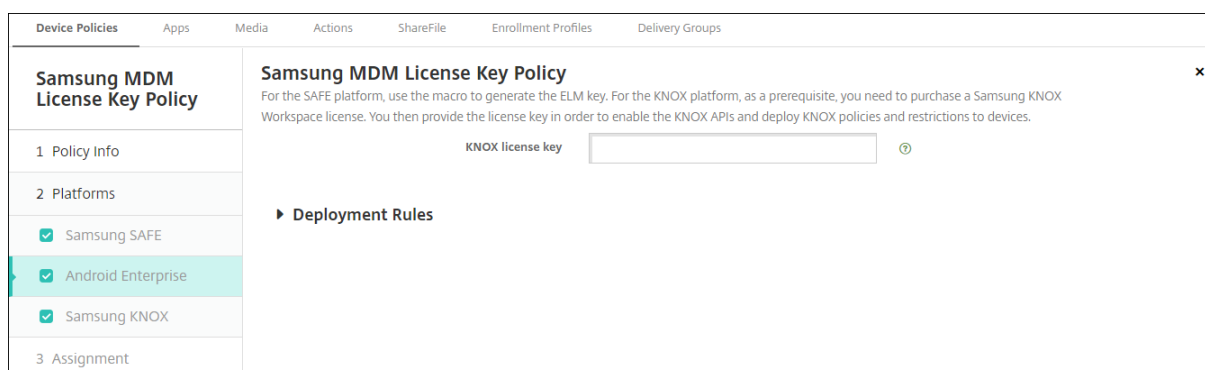 Device Policies Apps Media Actions ShareFile Enrollment Profiles Delivery Groups
Samsung MDM
License Key Policy
1 Policy Info
2 Platforms
Samsung SAFE
Android Enterprise
Samsung KNOX
3 Assignment
Samsung MDM License Key Policy
For the SAFE platform, use the macro to generate the ELM key. For the KNOX platform, as a prerequisite, you need to purchase a Samsung KNOX
Workspace license. You then provide the license key in order to enable the KNOX APIs and deploy KNOX policies and restrictions to devices.
KNOX license key
Deployment Rules